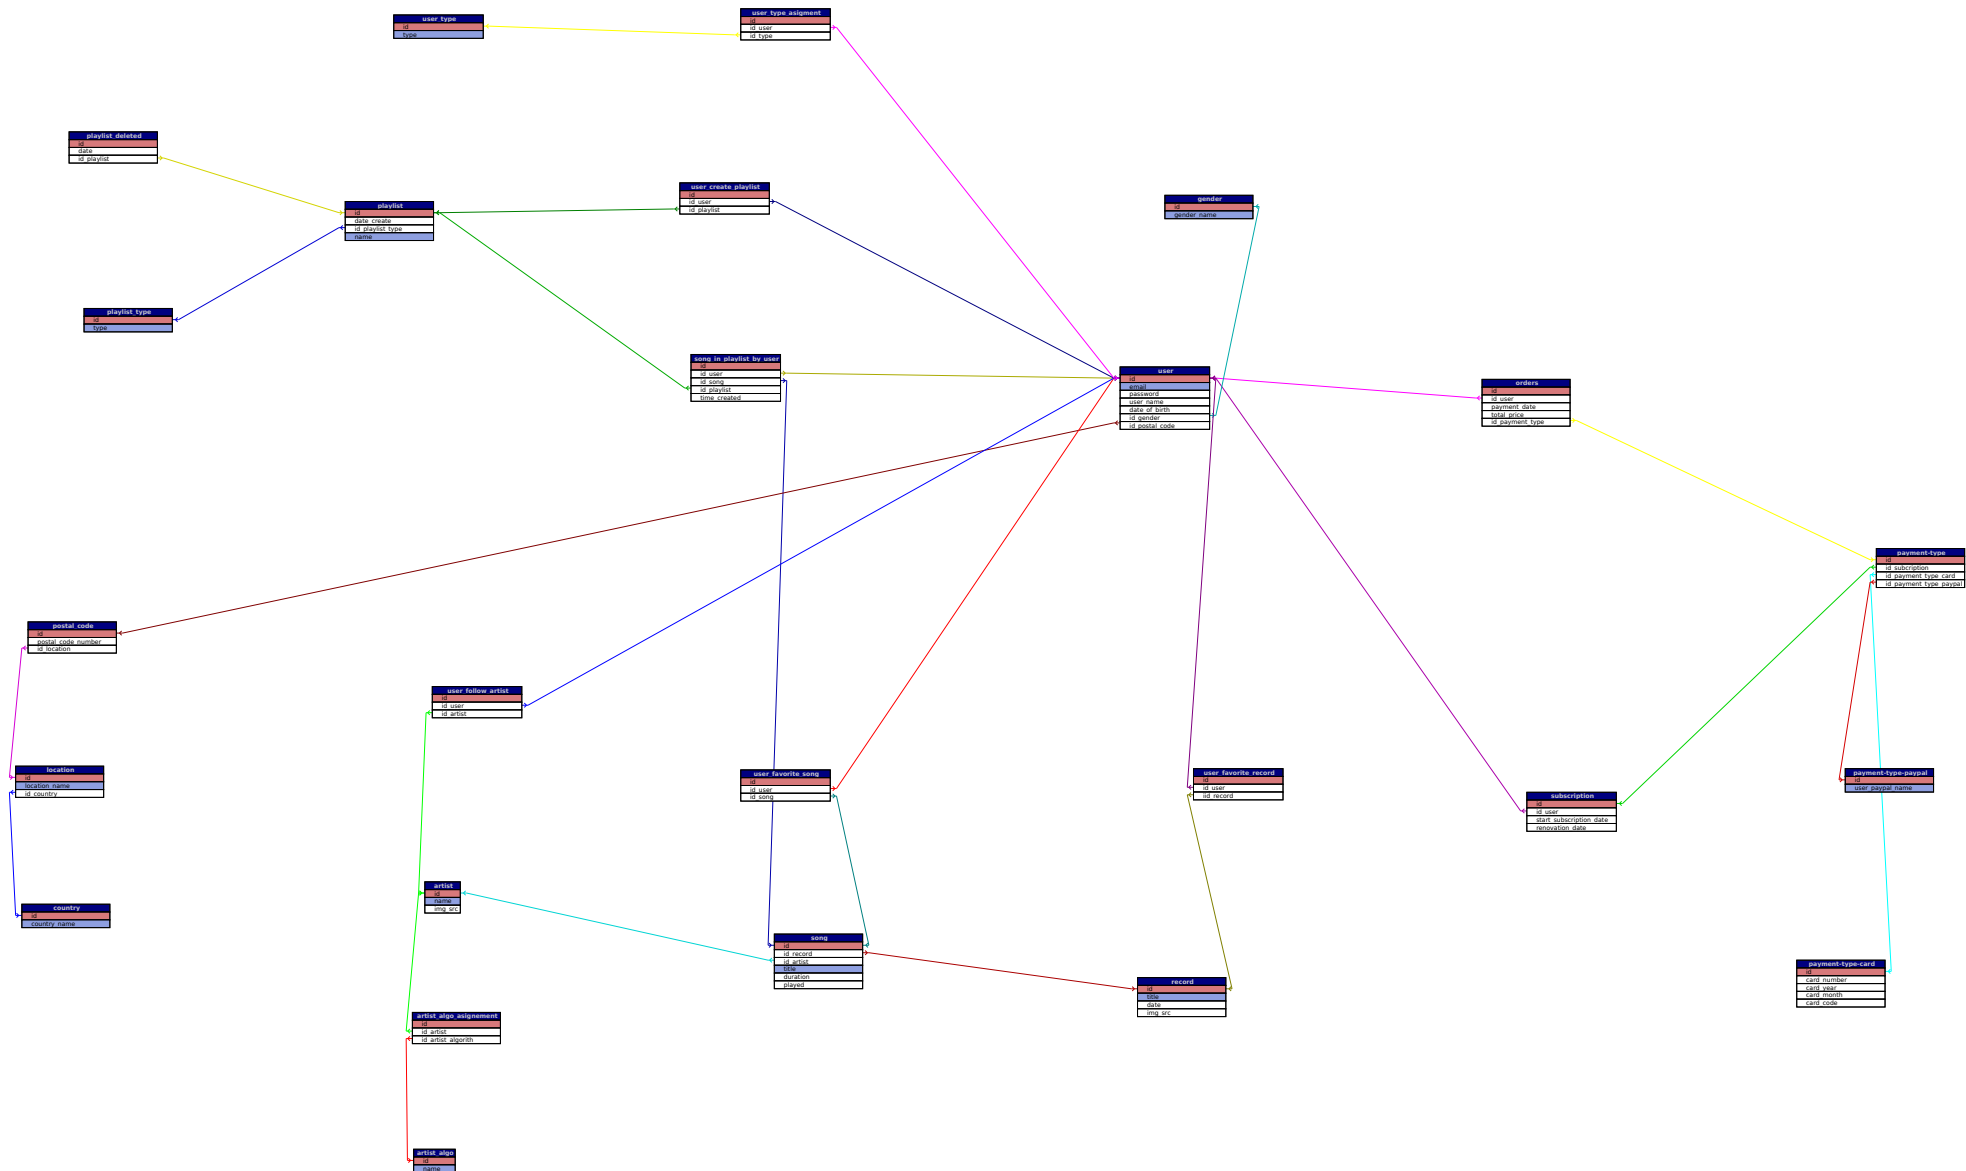 user_type
id
type
user_type_asigment
id
id_user
id_type
playlist_deleted
id
date
id_playlist
playlist
id
date_create
id_playlist_type
name
user_create_playlist
id
id_user
id_playlist
gender
id
gender_name
playlist_type
id
type
song_in_playlist_by_user
id
id_user
id_song
id_playlist
time_created
user
id
email
password
user_name
date_of_birth
id_gender
id_postal_code
orders
id
id_user
payment_date
total_price
id_payment_type
payment-type
id
id_subcription
id_payment_type_card
id_payment_type_paypal
postal_code
id
postal_code_number
id_location
user_follow_artist
id
id_user
id_artist
location
id
location_name
id_country
user_favorite_song
id
id_user
id_song
user_favorite_record
id
id_user
iid_record
subscription
id
id_user
start_subscription_date
renovation_date
payment-type-paypal
id
user_paypal_name
country
id
country_name
artist
id
name
img_src
song
id
id_record
id_artist
title
duration
played
record
id
title
date
img_src
payment-type-card
id
card_number
card_year
card_month
card_code
artist_algo_asignement
id
id_artist
id_artist_algorith
artist_algo
id
name